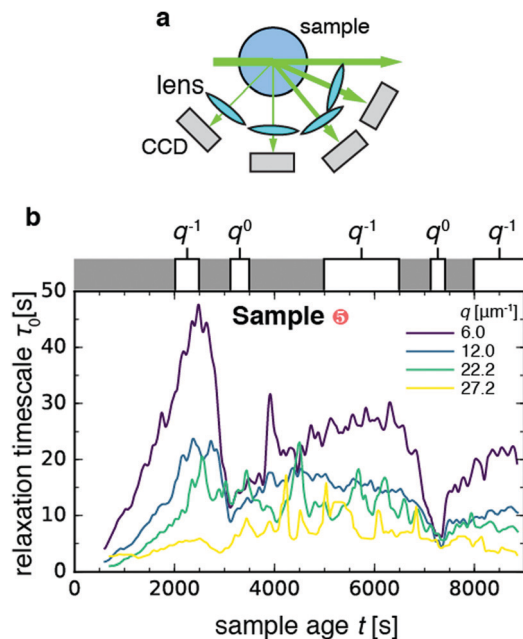 a
sample
lens
CCD
b
q⁻¹ q⁰ q⁻¹ q⁰ q⁻¹
Sample 5
q [μm⁻¹]
6.0
12.0
22.2
27.2
relaxation timescale τ₀[s]
50
40
30
20
10
0
0 2000 4000 6000 8000
sample age t [s]